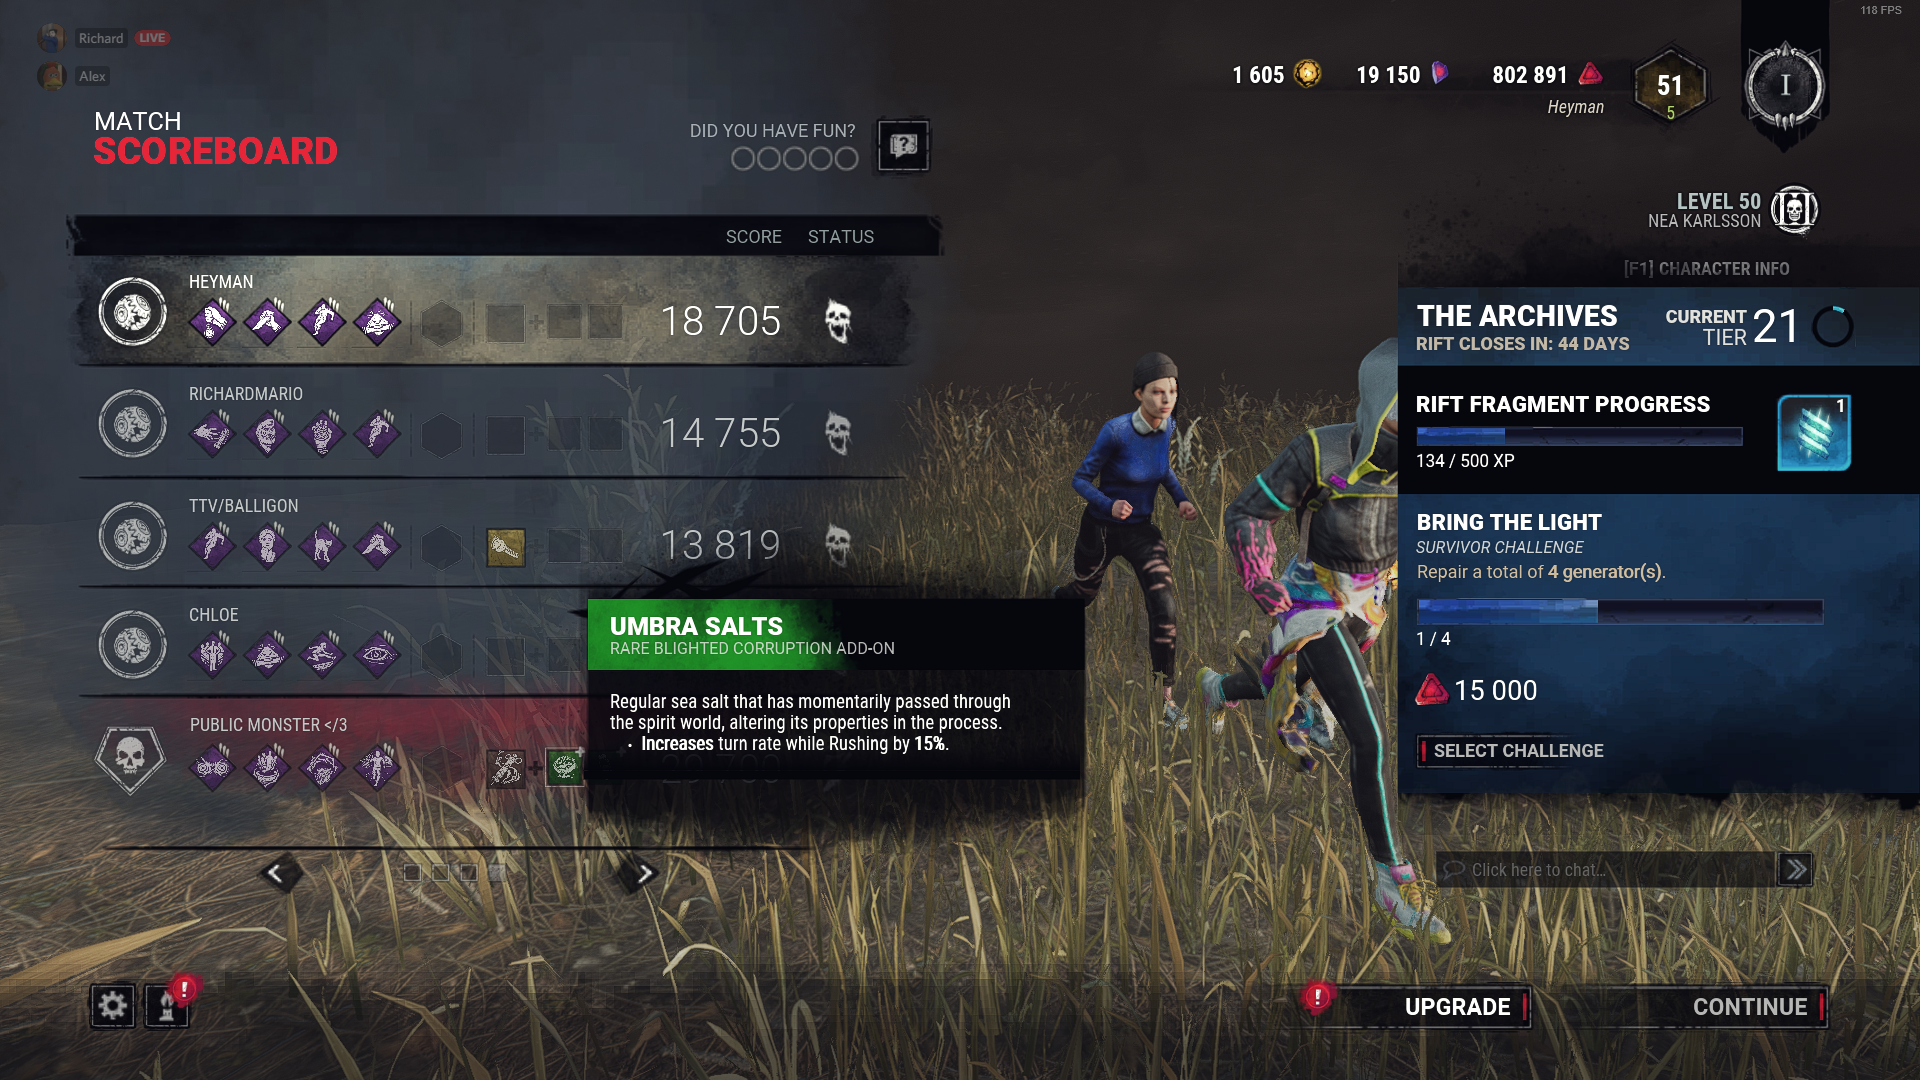 118 FPS
Richard LIVE
Alex
1 605
19 150
802 891
Heyman
51
5
I
MATCH
SCOREBOARD
DID YOU HAVE FUN?
LEVEL 50
NEA KARLSSON
[F1] CHARACTER INFO
SCORE STATUS
HEYMAN
18 705
RICHARDMARIO
14 755
TTV/BALLIGON
13 819
CHLOE
PUBLIC MONSTER </3
UMBRA SALTS
RARE BLIGHTED CORRUPTION ADD-ON
Regular sea salt that has momentarily passed through
the spirit world, altering its properties in the process.
· Increases turn rate while Rushing by 15%.
THE ARCHIVES
RIFT CLOSES IN: 44 DAYS
CURRENT
TIER 21
RIFT FRAGMENT PROGRESS
1
134 / 500 XP
BRING THE LIGHT
SURVIVOR CHALLENGE
Repair a total of 4 generator(s).
1 / 4
15 000
SELECT CHALLENGE
Click here to chat...
UPGRADE
CONTINUE